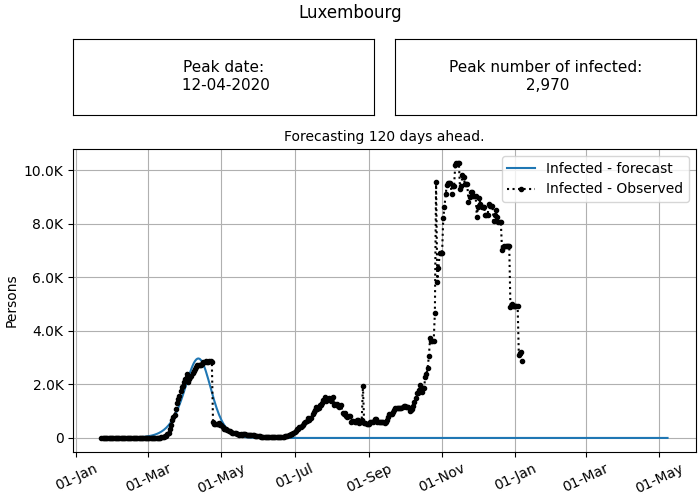 Luxembourg
Peak date:
12-04-2020
Peak number of infected:
2,970
Forecasting 120 days ahead.
Infected - forecast
Infected - Observed
Persons
10.0K
8.0K
6.0K
4.0K
2.0K
0
01-Jan
01-Mar
01-May
01-Jul
01-Sep
01-Nov
01-Jan
01-Mar
01-May